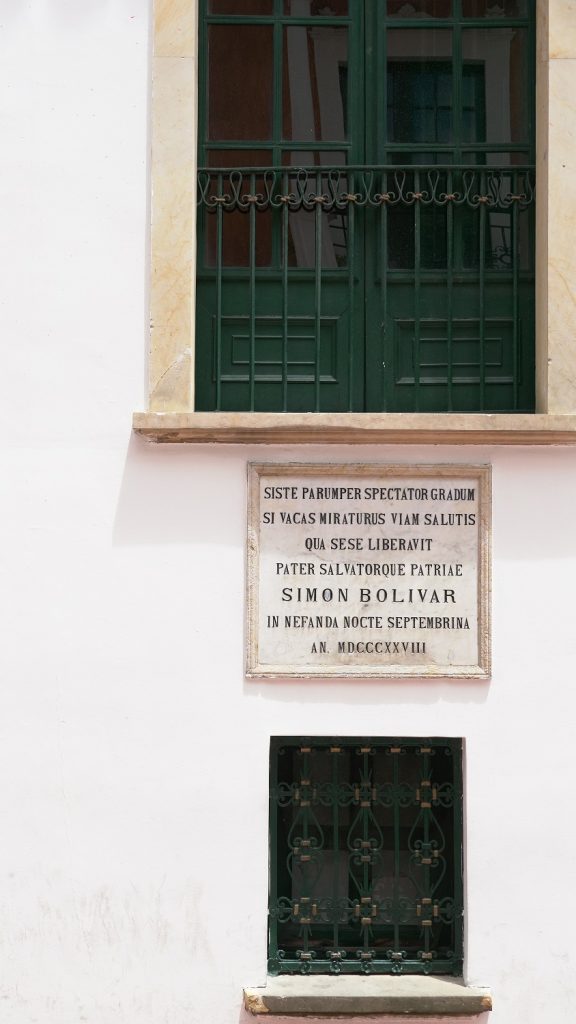 SISTE PARUMPER SPECTATOR GRADUM
SI VACAS MIRATURUS VIAM SALUTIS
QUA SESE LIBERAVIT
PATER SALVATORQUE PATRIAE
SIMON BOLIVAR
IN NEFANDA NOCTE SEPTEMBRINA
AN. MDCCCXXVIII